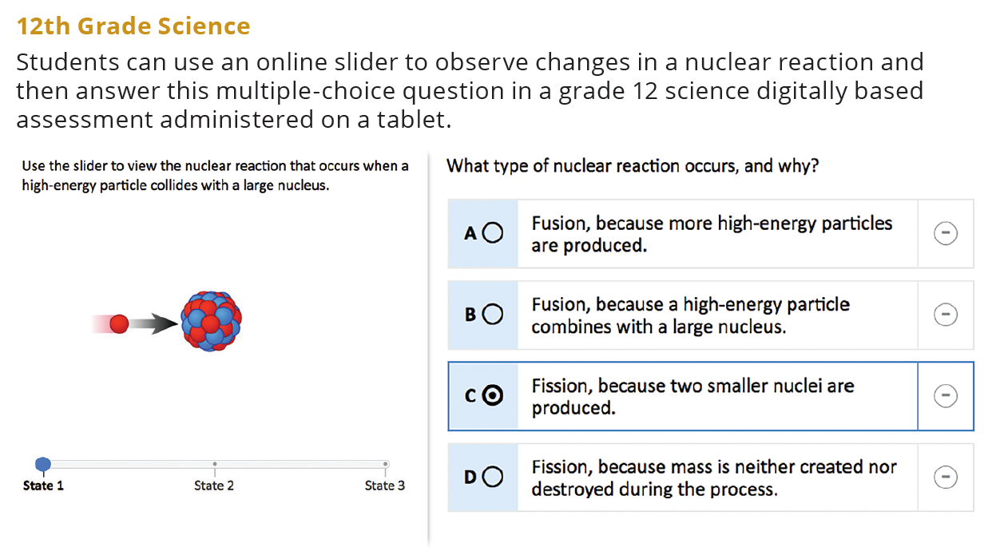 12th Grade Science
Students can use an online slider to observe changes in a nuclear reaction and
then answer this multiple-choice question in a grade 12 science digitally based
assessment administered on a tablet.
Use the slider to view the nuclear reaction that occurs when a
high-energy particle collides with a large nucleus.
State 1
State 2
State 3
What type of nuclear reaction occurs, and why?
A
Fusion, because more high-energy particles
are produced.
B
Fusion, because a high-energy particle
combines with a large nucleus.
C
Fission, because two smaller nuclei are
produced.
D
Fission, because mass is neither created nor
destroyed during the process.